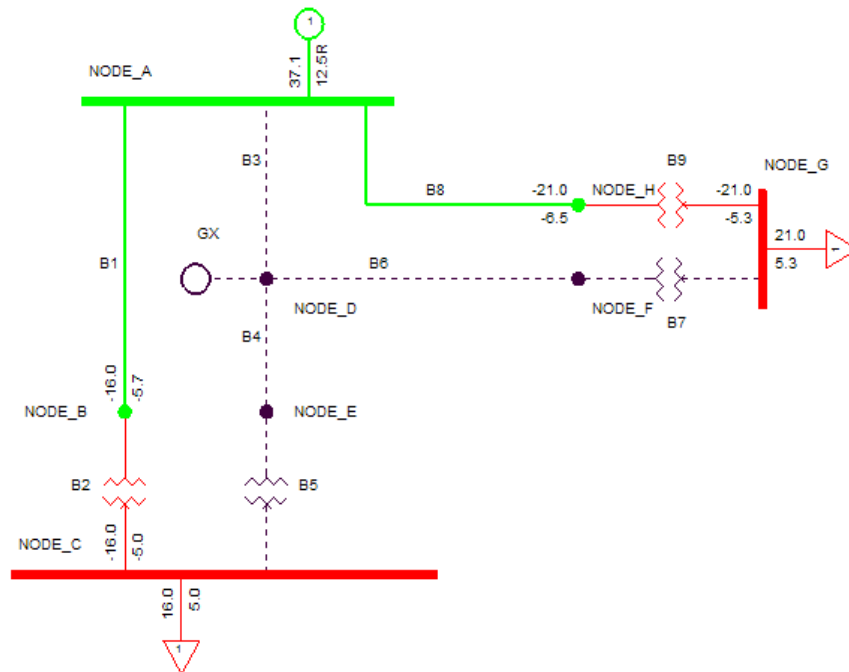 1
37.1
12.5R
NODE_A
B3
B9
NODE_G
B8
-21.0
NODE_H
-21.0
-6.5
-5.3
GX
21.0
1
5.3
B1
B6
NODE_D
NODE_F
B7
B4
-16.0
-5.7
NODE_B
NODE_E
B2
B5
-16.0
-5.0
NODE_C
16.0
5.0
1